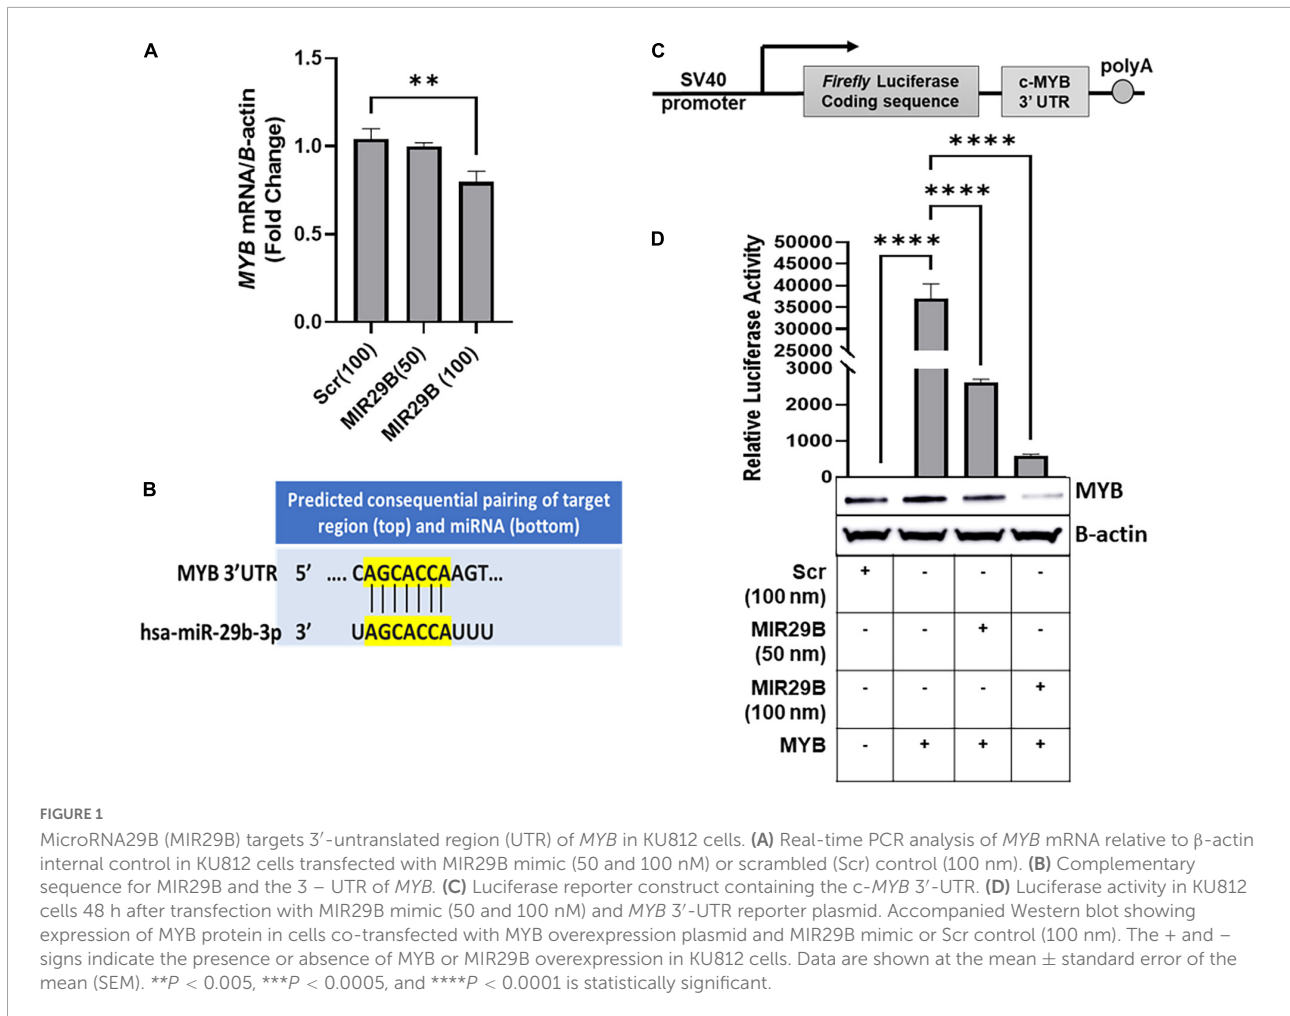 A
1.5
1.0
0.5
0.0
**
MYB mRNA/B-actin
(Fold Change)
Scr(100)
MIR29B(50)
MIR29B (100)
B
Predicted consequential pairing of target
region (top) and miRNA (bottom)
MYB 3’UTR 5’ .... CAGCACCAAGT...
hsa-miR-29b-3p 3’ UAGCACCAUUU
C
SV40
promoter
Firefly Luciferase
Coding sequence
c-MYB
3’ UTR
polyA
D
Relative Luciferase Activity
50000
45000
40000
35000
30000
25000
3000
2000
1000
0
****
****
****
MYB
B-actin
Scr
(100 nm) + - - -
MIR29B
(50 nm) - - + -
MIR29B
(100 nm) - - - +
MYB - + + +
FIGURE 1
MicroRNA29B (MIR29B) targets 3′-untranslated region (UTR) of MYB in KU812 cells. (A) Real-time PCR analysis of MYB mRNA relative to β-actin
internal control in KU812 cells transfected with MIR29B mimic (50 and 100 nM) or scrambled (Scr) control (100 nm). (B) Complementary
sequence for MIR29B and the 3 – UTR of MYB. (C) Luciferase reporter construct containing the c-MYB 3′-UTR. (D) Luciferase activity in KU812
cells 48 h after transfection with MIR29B mimic (50 and 100 nM) and MYB 3′-UTR reporter plasmid. Accompanied Western blot showing
expression of MYB protein in cells co-transfected with MYB overexpression plasmid and MIR29B mimic or Scr control (100 nm). The + and –
signs indicate the presence or absence of MYB or MIR29B overexpression in KU812 cells. Data are shown at the mean ± standard error of the
mean (SEM). **P < 0.005, ***P < 0.0005, and ****P < 0.0001 is statistically significant.